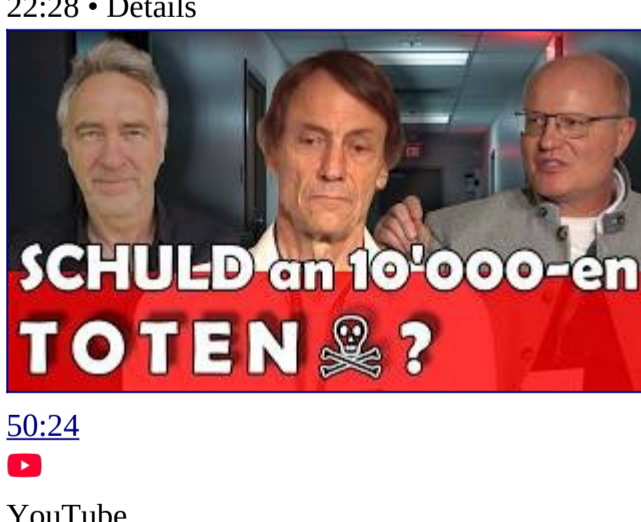 22:28 • Details
SCHULD an 10'000-en
TOTEN ?
50:24
YouTube